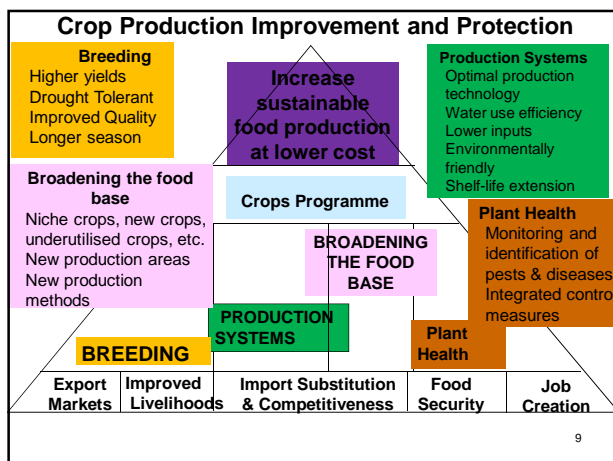 Crop Production Improvement and Protection
Breeding
Higher yields
Drought Tolerant
Improved Quality
Longer season
Increase
sustainable
food production
at lower cost
Production Systems
Optimal production
technology
Water use efficiency
Lower inputs
Environmentally
friendly
Shelf-life extension
Broadening the food
base
Niche crops, new crops,
underutilised crops, etc.
New production areas
New production
methods
Crops Programme
Plant Health
Monitoring and
identification of
pests & diseases
Integrated control
measures
BROADENING
THE FOOD
BASE
PRODUCTION
SYSTEMS
BREEDING
Plant
Health
Export
Markets
Improved
Livelihoods
Import Substitution
& Competitiveness
Food
Security
Job
Creation
9